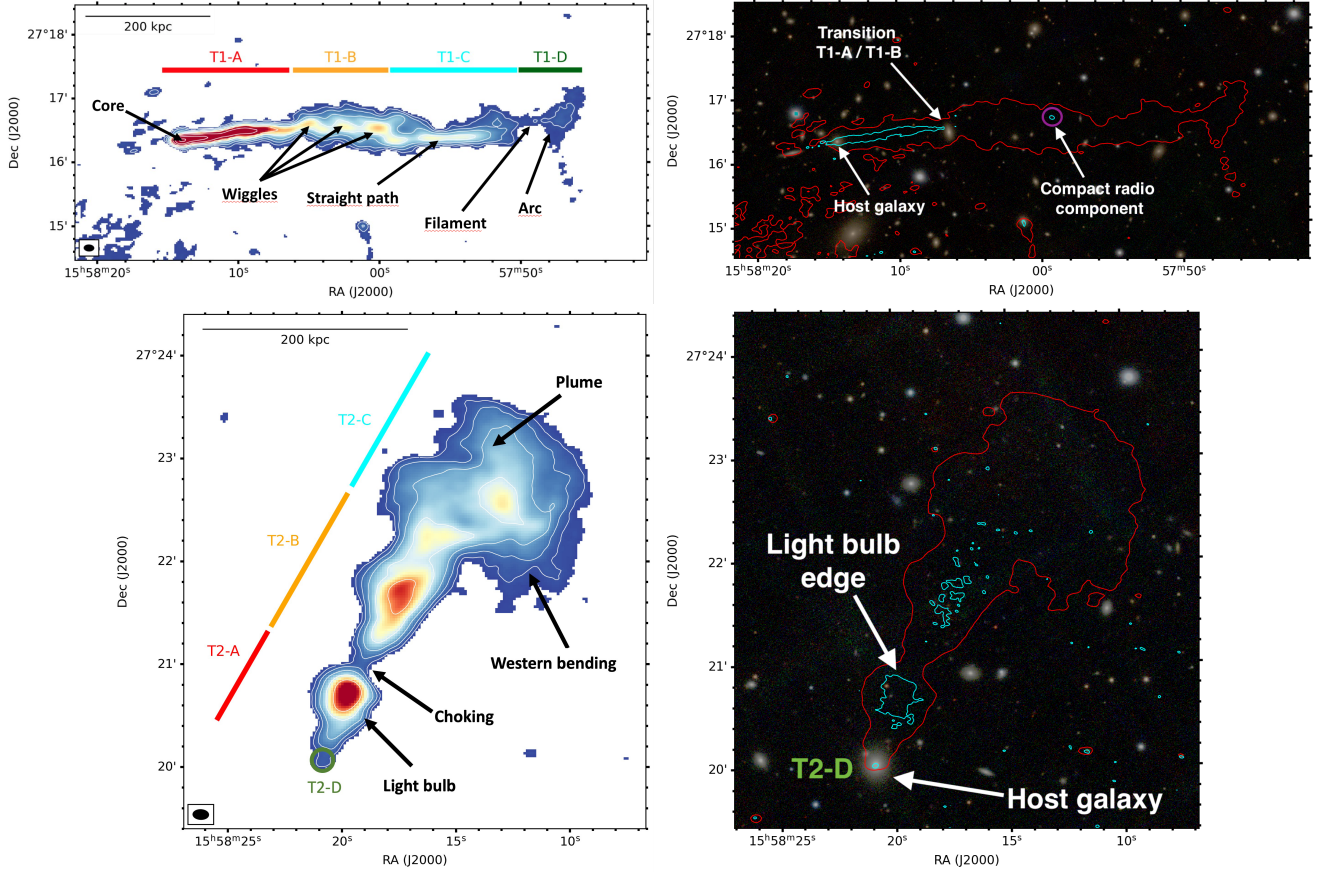 200 kpc
27°18'
17'
16'
15'
Dec (J2000)
T1-A
T1-B
T1-C
T1-D
Core
Wiggles
Straight path
Filament
Arc
15ʰ58ᵐ20ˢ
10ˢ
00ˢ
57ᵐ50ˢ
RA (J2000)
27°18'
17'
16'
15'
Dec (J2000)
Transition
T1-A / T1-B
Host galaxy
Compact radio
component
15ʰ58ᵐ20ˢ
10ˢ
00ˢ
57ᵐ50ˢ
RA (J2000)
200 kpc
27°24'
23'
22'
21'
20'
Dec (J2000)
T2-C
T2-B
T2-A
T2-D
Plume
Western bending
Choking
Light bulb
15ʰ58ᵐ25ˢ
20ˢ
15ˢ
10ˢ
RA (J2000)
27°24'
23'
22'
21'
20'
Dec (J2000)
Light bulb
edge
T2-D
Host galaxy
15ʰ58ᵐ25ˢ
20ˢ
15ˢ
10ˢ
RA (J2000)